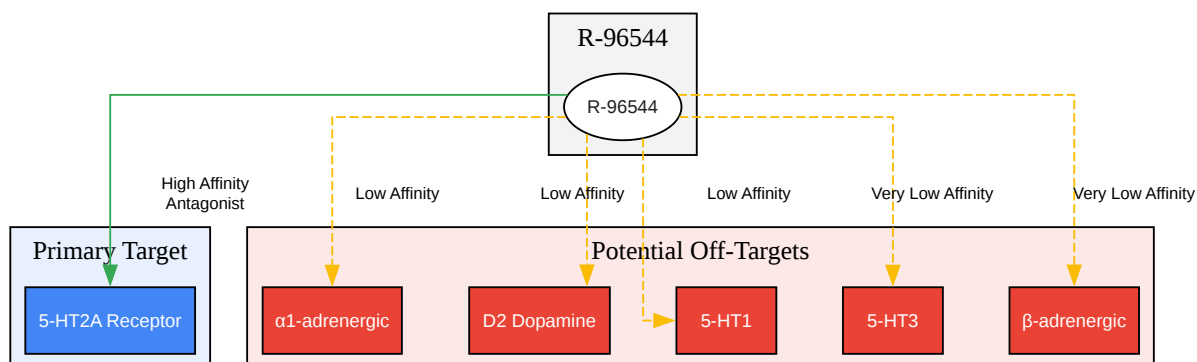 R-96544
R-96544
High Affinity
Antagonist
Low Affinity
Low Affinity
Low Affinity
Very Low Affinity
Very Low Affinity
Primary Target
Potential Off-Targets
5-HT2A Receptor
α1-adrenergic
D2 Dopamine
5-HT1
5-HT3
β-adrenergic